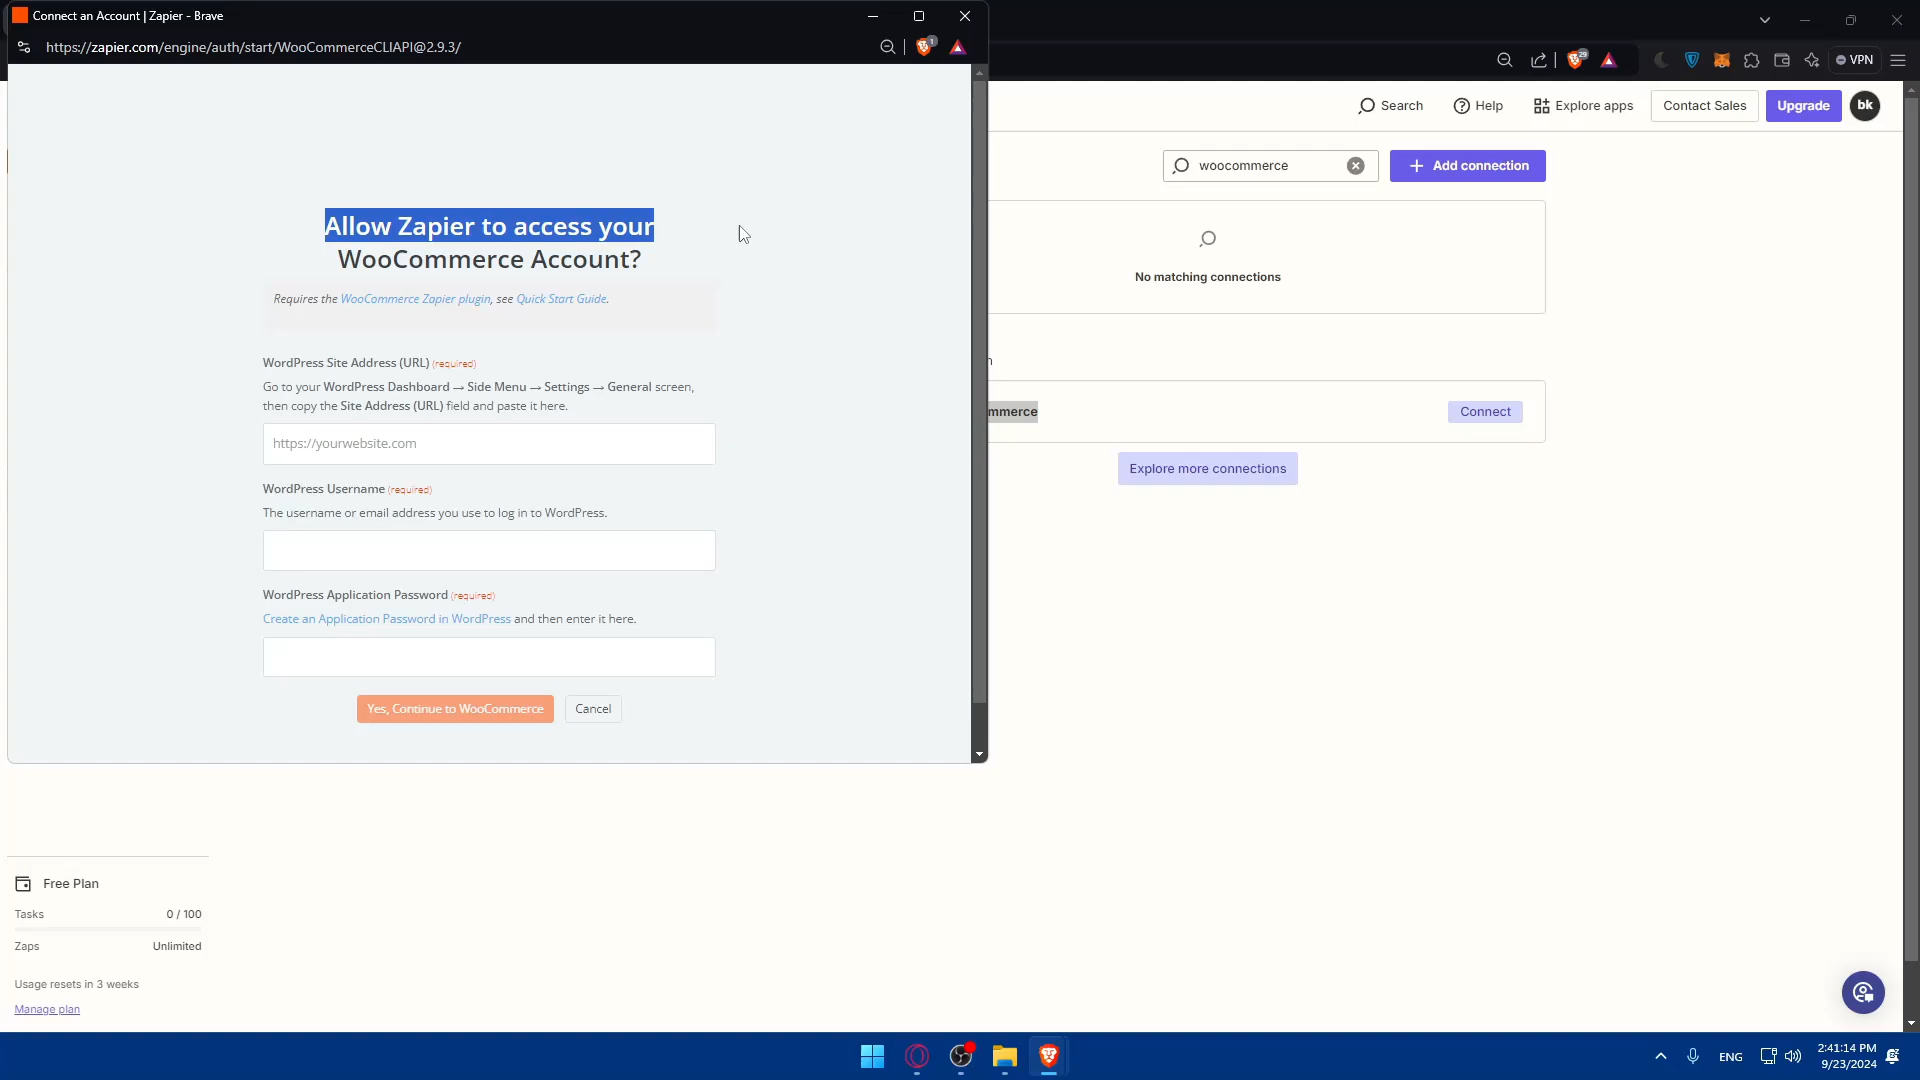 Connect an Account | Zapier - Brave
https://zapier.com/engine/auth/start/WooCommerceCLIAPI@2.9.3/
1
29
VPN
Search
Help
Explore apps
Contact Sales
Upgrade
bk
woocommerce
Add connection
Allow Zapier to access your
WooCommerce Account?
No matching connections
Requires the WooCommerce Zapier plugin, see Quick Start Guide.
WordPress Site Address (URL) (required)
n
Go to your WordPress Dashboard → Side Menu → Settings → General screen,
then copy the Site Address (URL) field and paste it here.
mmerce
Connect
https://yourwebsite.com
Explore more connections
WordPress Username (required)
The username or email address you use to log in to WordPress.
WordPress Application Password (required)
Create an Application Password in WordPress and then enter it here.
Yes, Continue to WooCommerce
Cancel
Free Plan
Tasks 0 / 100
Zaps Unlimited
Usage resets in 3 weeks
Manage plan
ENG
2:41:14 PM
9/23/2024